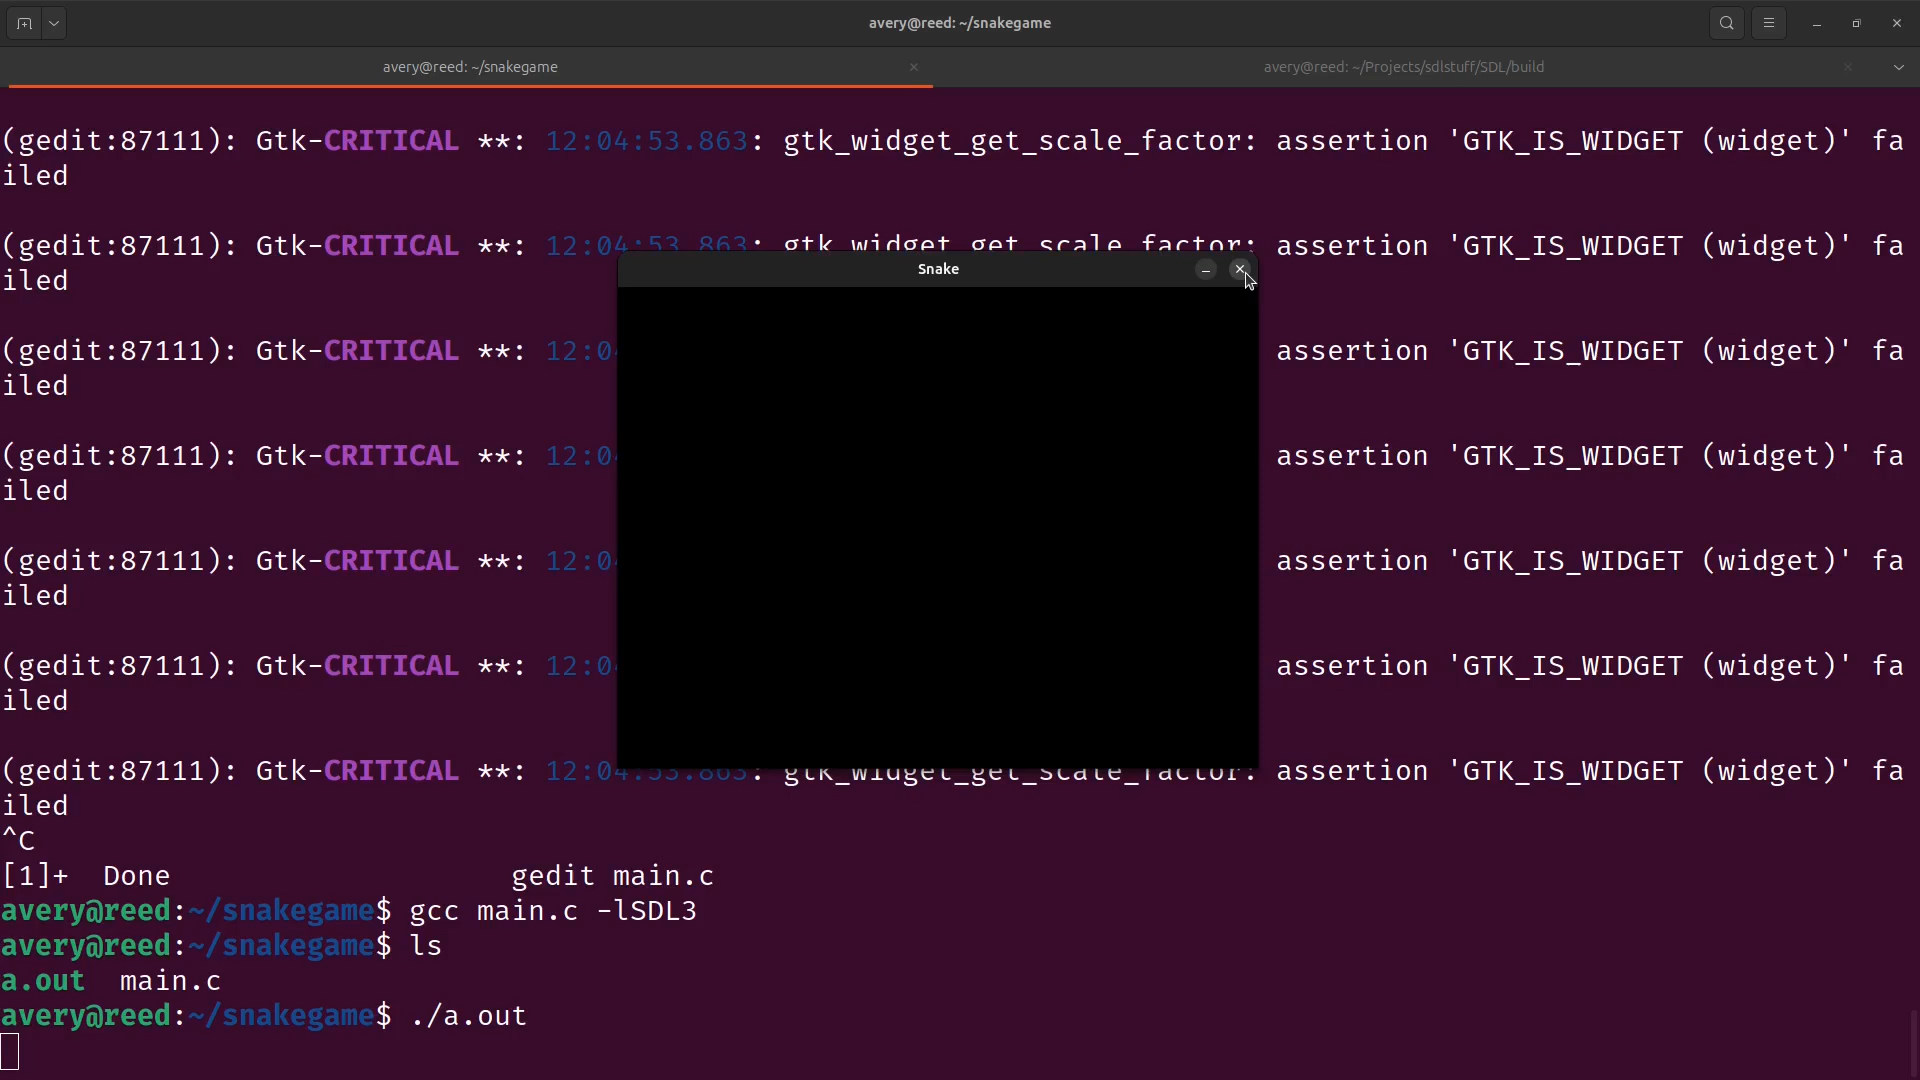 avery@reed: ~/snakegame
avery@reed: ~/snakegame
avery@reed: ~/Projects/sdlstuff/SDL/build
(gedit:87111): Gtk-CRITICAL **: 12:04:53.863: gtk_widget_get_scale_factor: assertion 'GTK_IS_WIDGET (widget)' fa
iled
(gedit:87111): Gtk-CRITICAL **: 12:04:53.863: gtk_widget_get_scale_factor: assertion 'GTK_IS_WIDGET (widget)' fa
iled
Snake
(gedit:87111): Gtk-CRITICAL **: 12:0 assertion 'GTK_IS_WIDGET (widget)' fa
iled
(gedit:87111): Gtk-CRITICAL **: 12:0 assertion 'GTK_IS_WIDGET (widget)' fa
iled
(gedit:87111): Gtk-CRITICAL **: 12:0 assertion 'GTK_IS_WIDGET (widget)' fa
iled
(gedit:87111): Gtk-CRITICAL **: 12:0 assertion 'GTK_IS_WIDGET (widget)' fa
iled
(gedit:87111): Gtk-CRITICAL **: 12:04:53.863: gtk_widget_get_scale_factor: assertion 'GTK_IS_WIDGET (widget)' fa
iled
^C
[1]+  Done                    gedit main.c
avery@reed:~/snakegame$ gcc main.c -lSDL3
avery@reed:~/snakegame$ ls
a.out  main.c
avery@reed:~/snakegame$ ./a.out